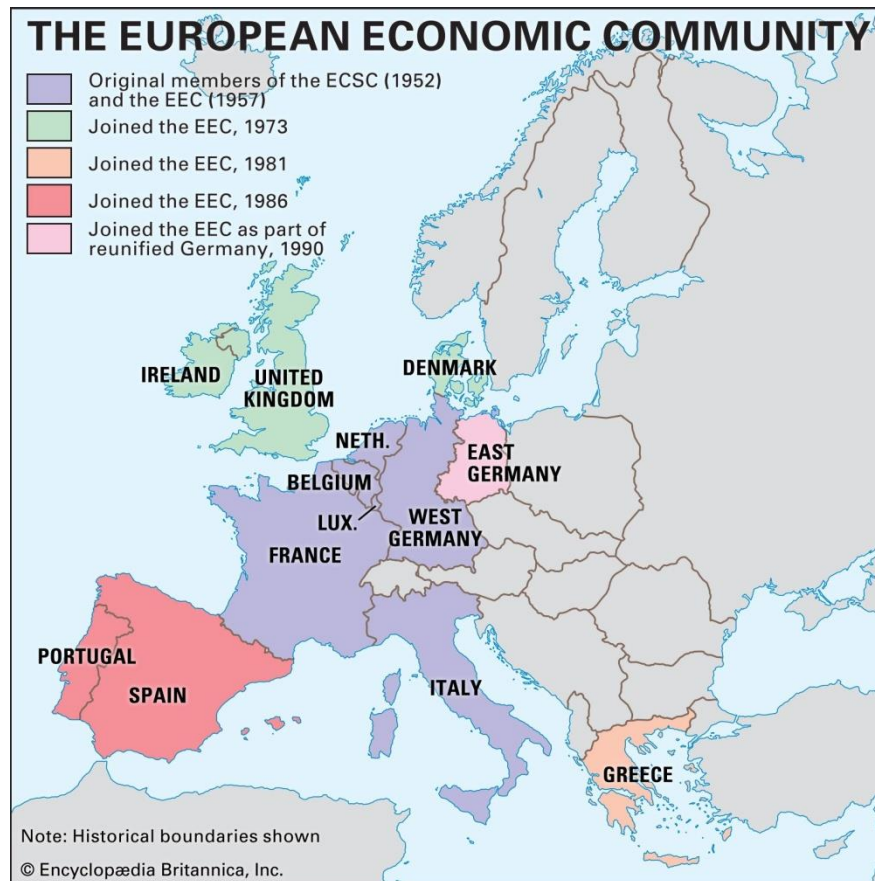 THE EUROPEAN ECONOMIC COMMUNITY
Original members of the ECSC (1952)
and the EEC (1957)
Joined the EEC, 1973
Joined the EEC, 1981
Joined the EEC, 1986
Joined the EEC as part of
reunified Germany, 1990
IRELAND
UNITED
KINGDOM
DENMARK
NETH.
BELGIUM
LUX.
EAST
GERMANY
WEST
GERMANY
FRANCE
PORTUGAL
SPAIN
ITALY
GREECE
Note: Historical boundaries shown
© Encyclopædia Britannica, Inc.